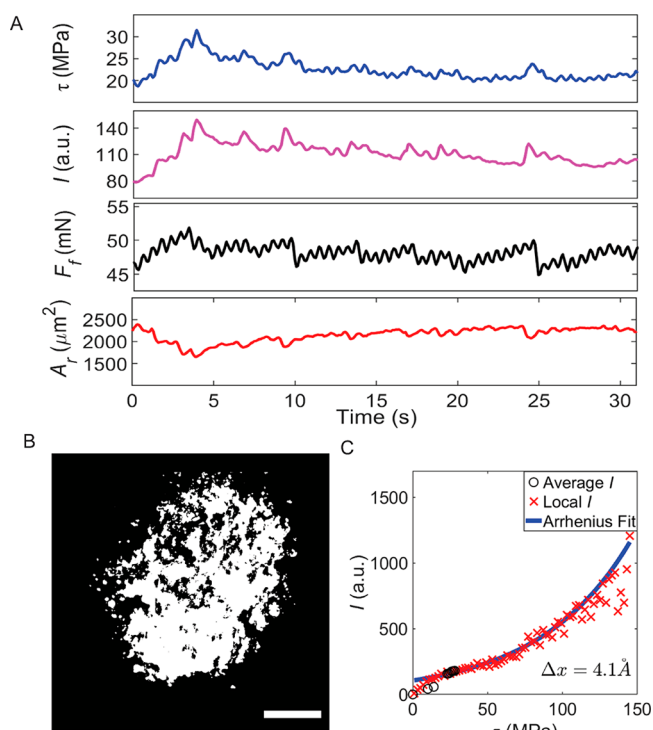 A
τ (MPa)
30
25
20
I (a.u.)
140
110
80
F_f (mN)
55
50
45
A_r (μm²)
2500
2000
1500
0 5 10 15 20 25 30
Time (s)
B
C
I (a.u.)
1500
1000
500
0
○ Average I
× Local I
Arrhenius Fit
Δx = 4.1Å
0 50 100 150
(MPa)